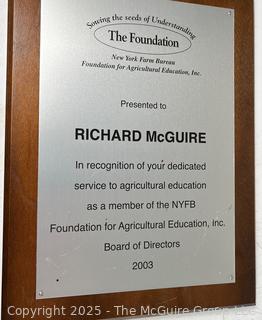 Sowing the seeds of Understanding
The Foundation
New York Farm Bureau
Foundation for Agricultural Education, Inc.
Presented to
RICHARD McGUIRE
In recognition of your dedicated
service to agricultural education
as a member of the NYFB
Foundation for Agricultural Education, Inc.
Board of Directors
2003
Copyright 2025 - The McGuire Group LLC